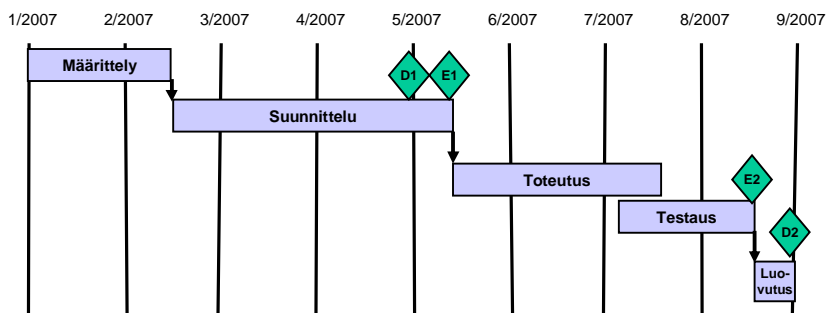 1/2007 2/2007 3/2007 4/2007 5/2007 6/2007 7/2007 8/2007 9/2007
Määrittely
D1 E1
Suunnittelu
Toteutus
E2
Testaus
D2
Luo-
vutus